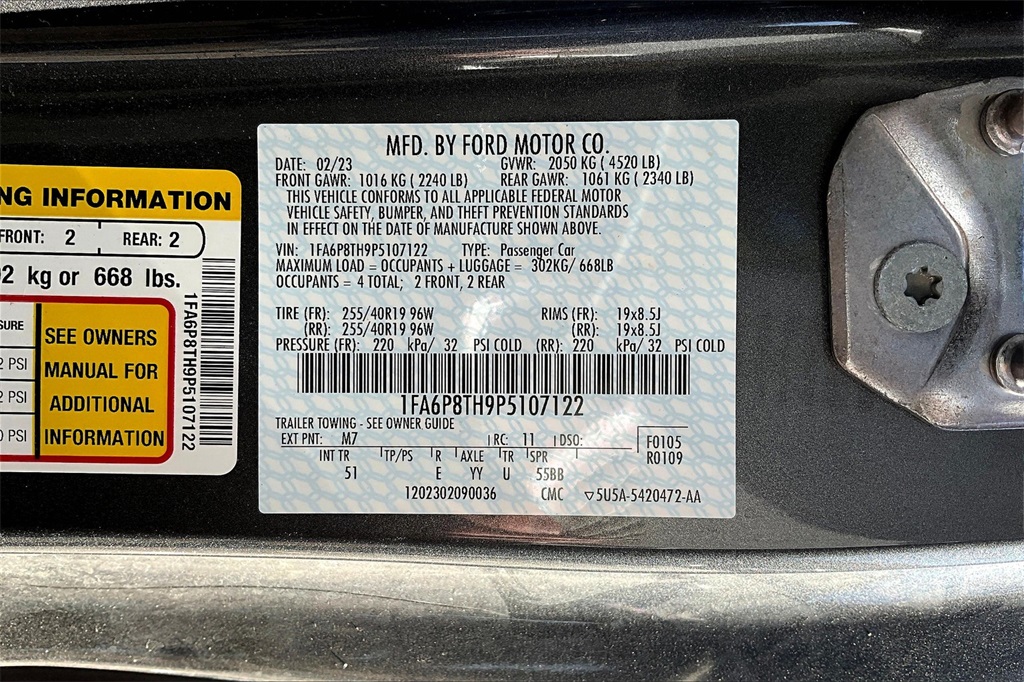 NG INFORMATION
FRONT: 2 REAR: 2
2 kg or 668 lbs.
SURE
PSI
2 PSI
0 PSI
SEE OWNERS
MANUAL FOR
ADDITIONAL
INFORMATION
1FA6P8TH9P5107122
MFD. BY FORD MOTOR CO.
DATE: 02/23 GVWR: 2050 KG ( 4520 LB)
FRONT GAWR: 1016 KG ( 2240 LB) REAR GAWR: 1061 KG ( 2340 LB)
THIS VEHICLE CONFORMS TO ALL APPLICABLE FEDERAL MOTOR
VEHICLE SAFETY, BUMPER, AND THEFT PREVENTION STANDARDS
IN EFFECT ON THE DATE OF MANUFACTURE SHOWN ABOVE.
VIN: 1FA6P8TH9P5107122 TYPE: Passenger Car
MAXIMUM LOAD = OCCUPANTS + LUGGAGE = 302KG/ 668LB
OCCUPANTS = 4 TOTAL; 2 FRONT, 2 REAR
TIRE (FR): 255/40R19 96W RIMS (FR): 19x8.5J
(RR): 255/40R19 96W (RR): 19x8.5J
PRESSURE (FR): 220 kPa/ 32 PSI COLD (RR): 220 kPa/ 32 PSI COLD
1FA6P8TH9P5107122
TRAILER TOWING - SEE OWNER GUIDE
EXT PNT: M7 RC: 11 DSO: F0105
R0109
INT TR TP/PS R AXLE TR SPR
51 E YY U 55BB
1202302090036 CMC ▽5U5A-5420472-AA